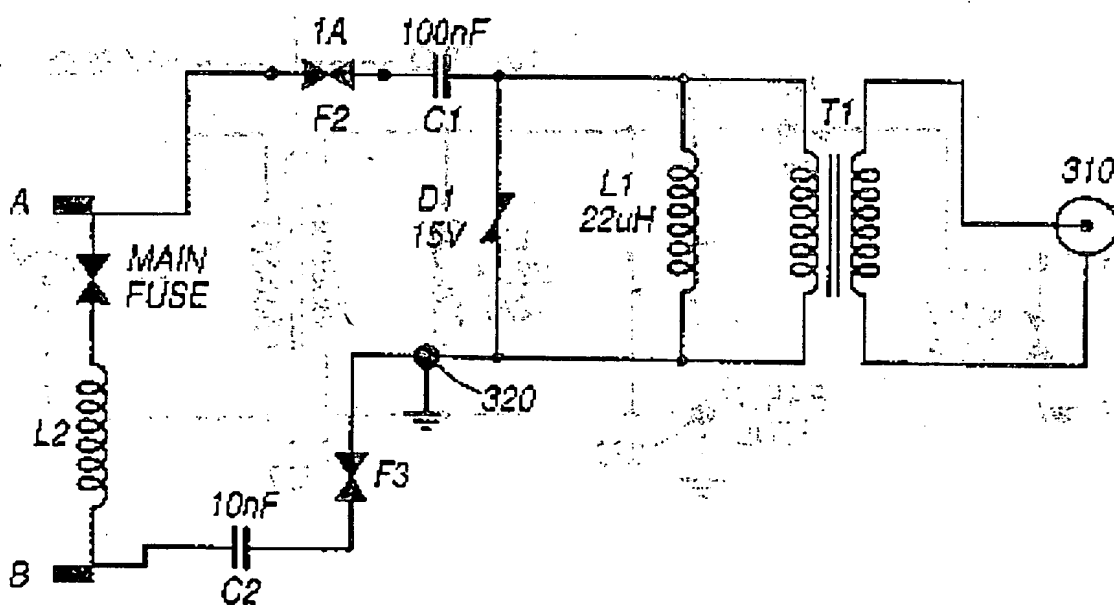 1A
F2
100nF
C1
T1
310
A
MAIN
FUSE
D1
15V
L1
22uH
320
L2
F3
10nF
C2
B